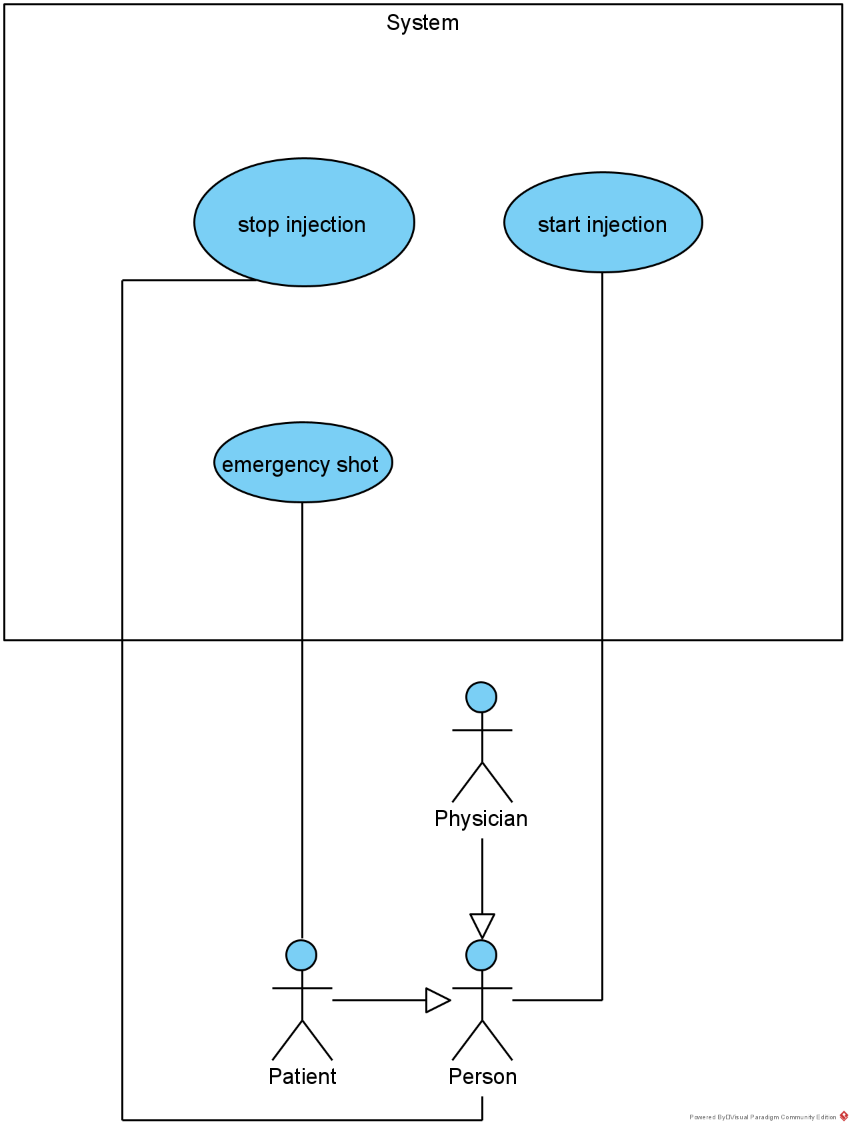 System
stop injection
start injection
emergency shot
Physician
Patient
Person
Powered By Visual Paradigm Community Edition